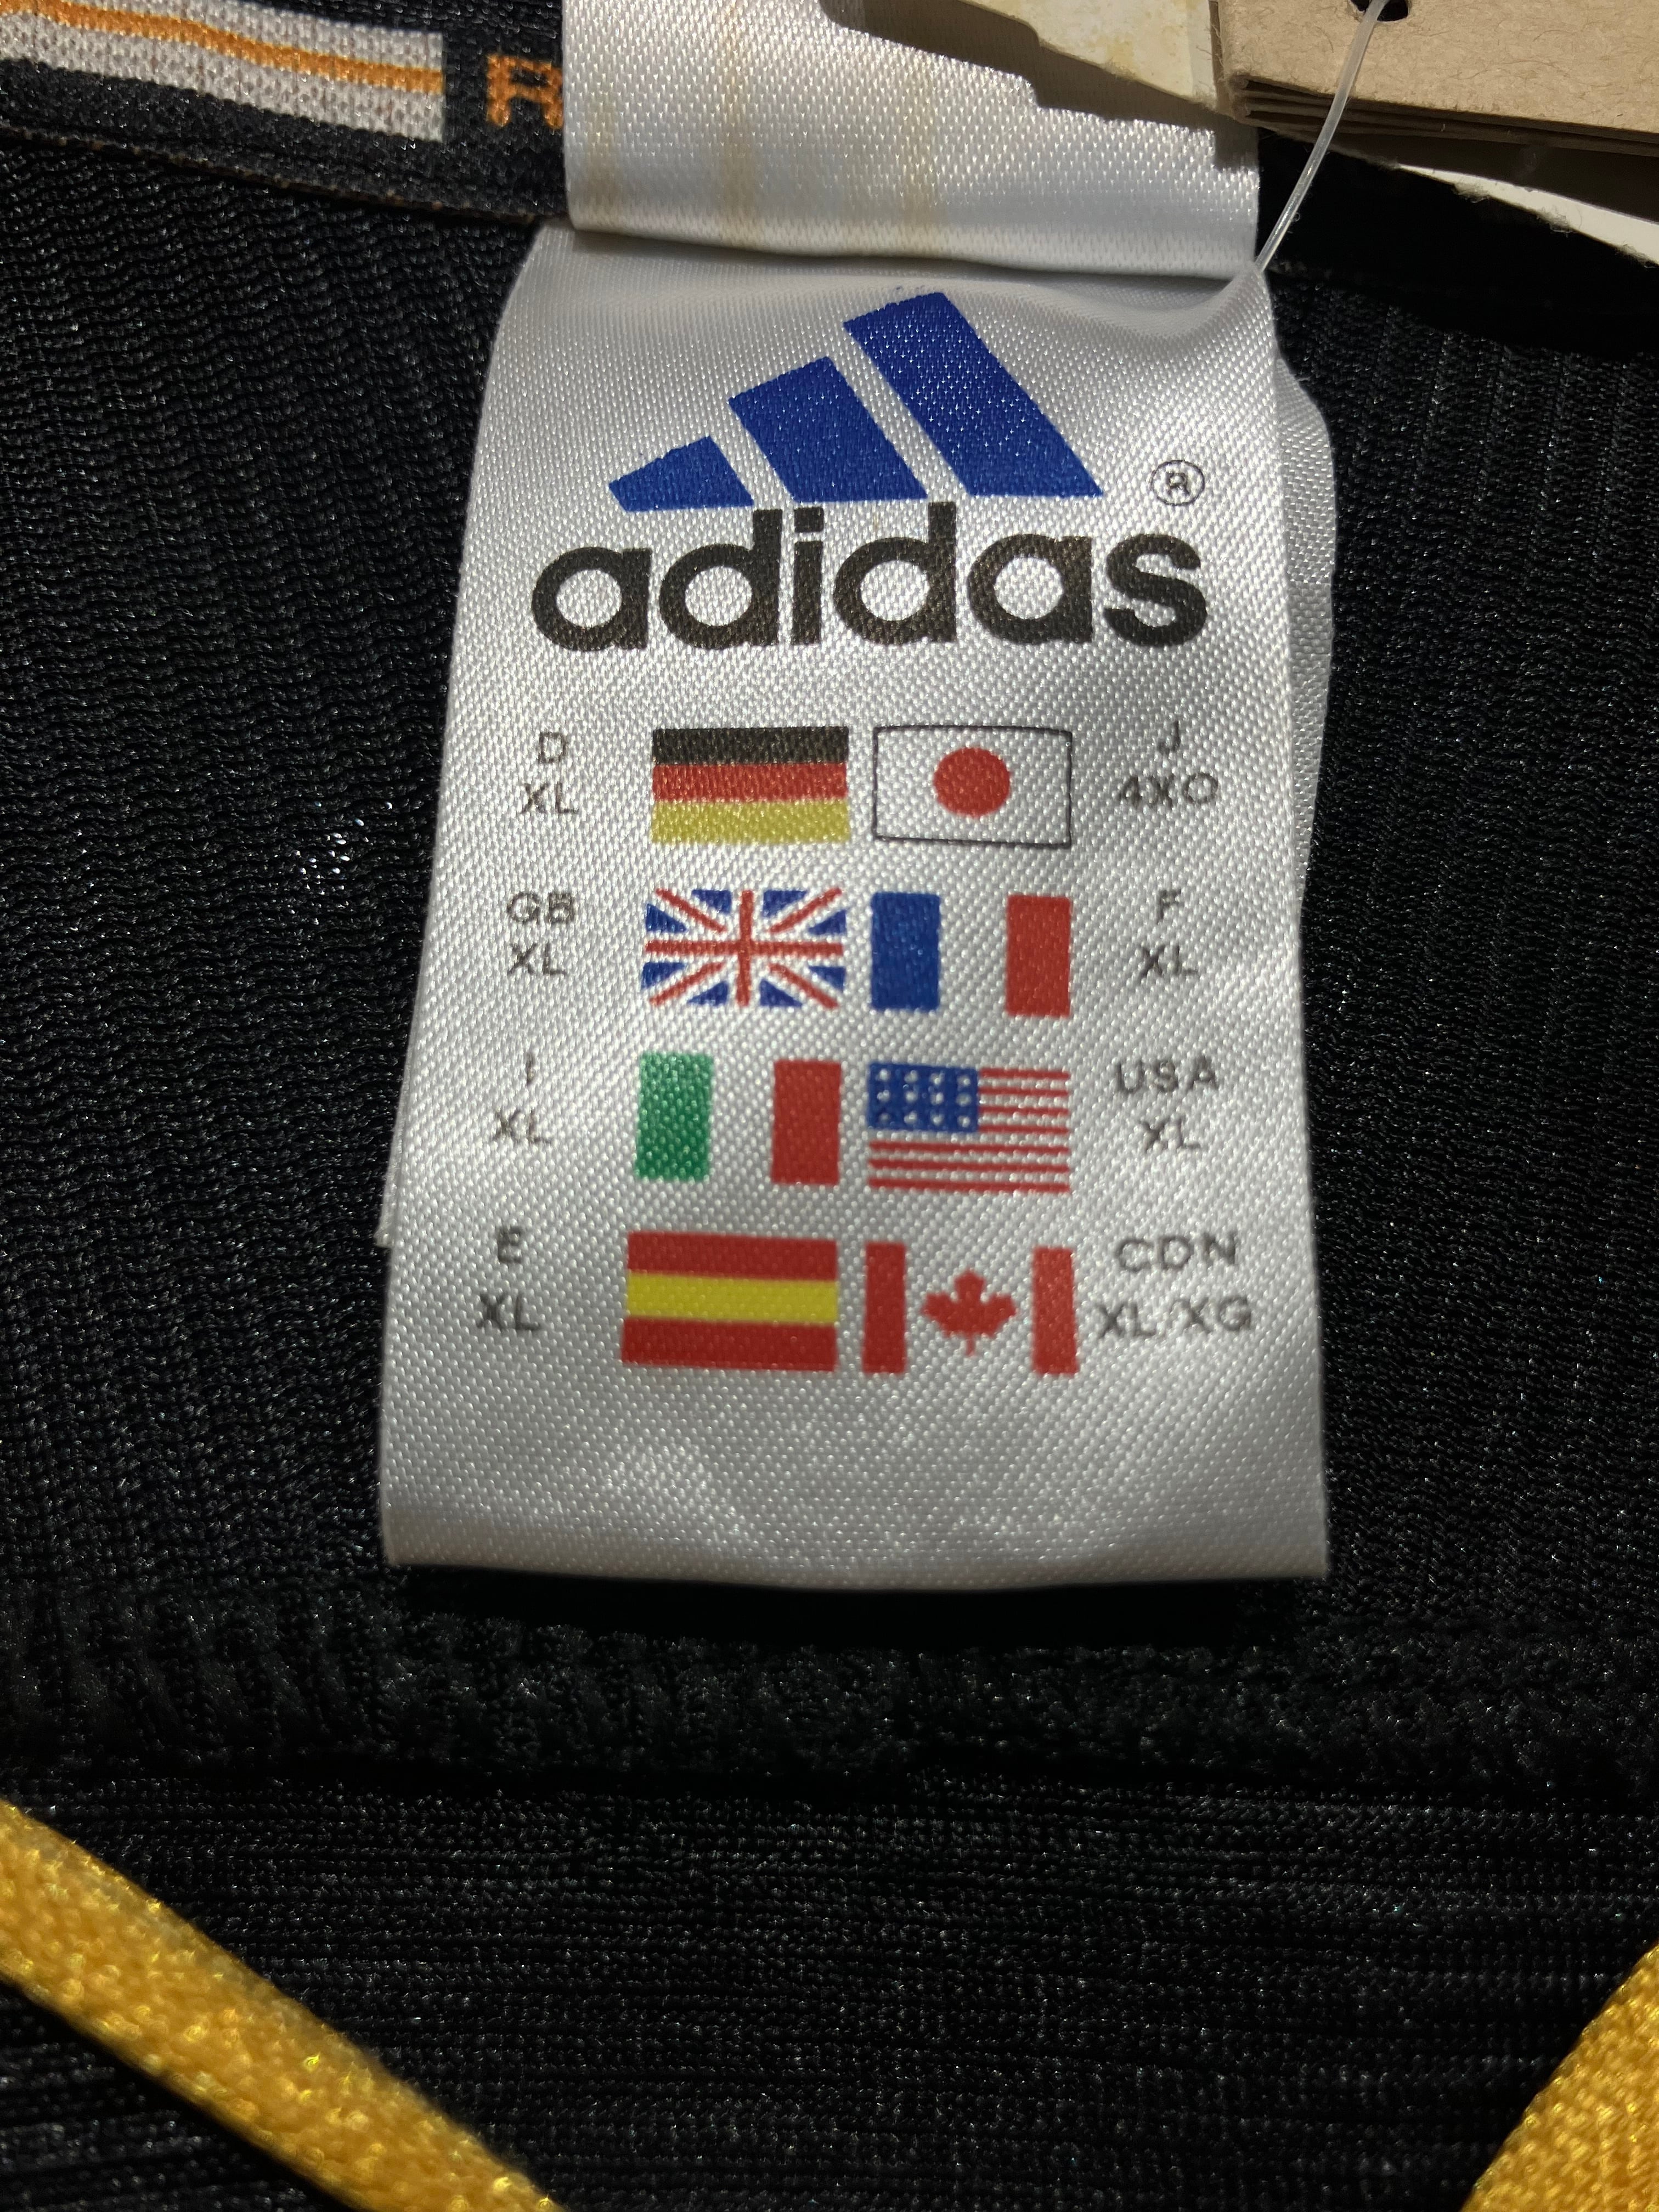 R
adidas ®
D
XL
J
4XO
GB
XL
F
XL
I
XL
USA
XL
E
XL
CDN
XL/XG